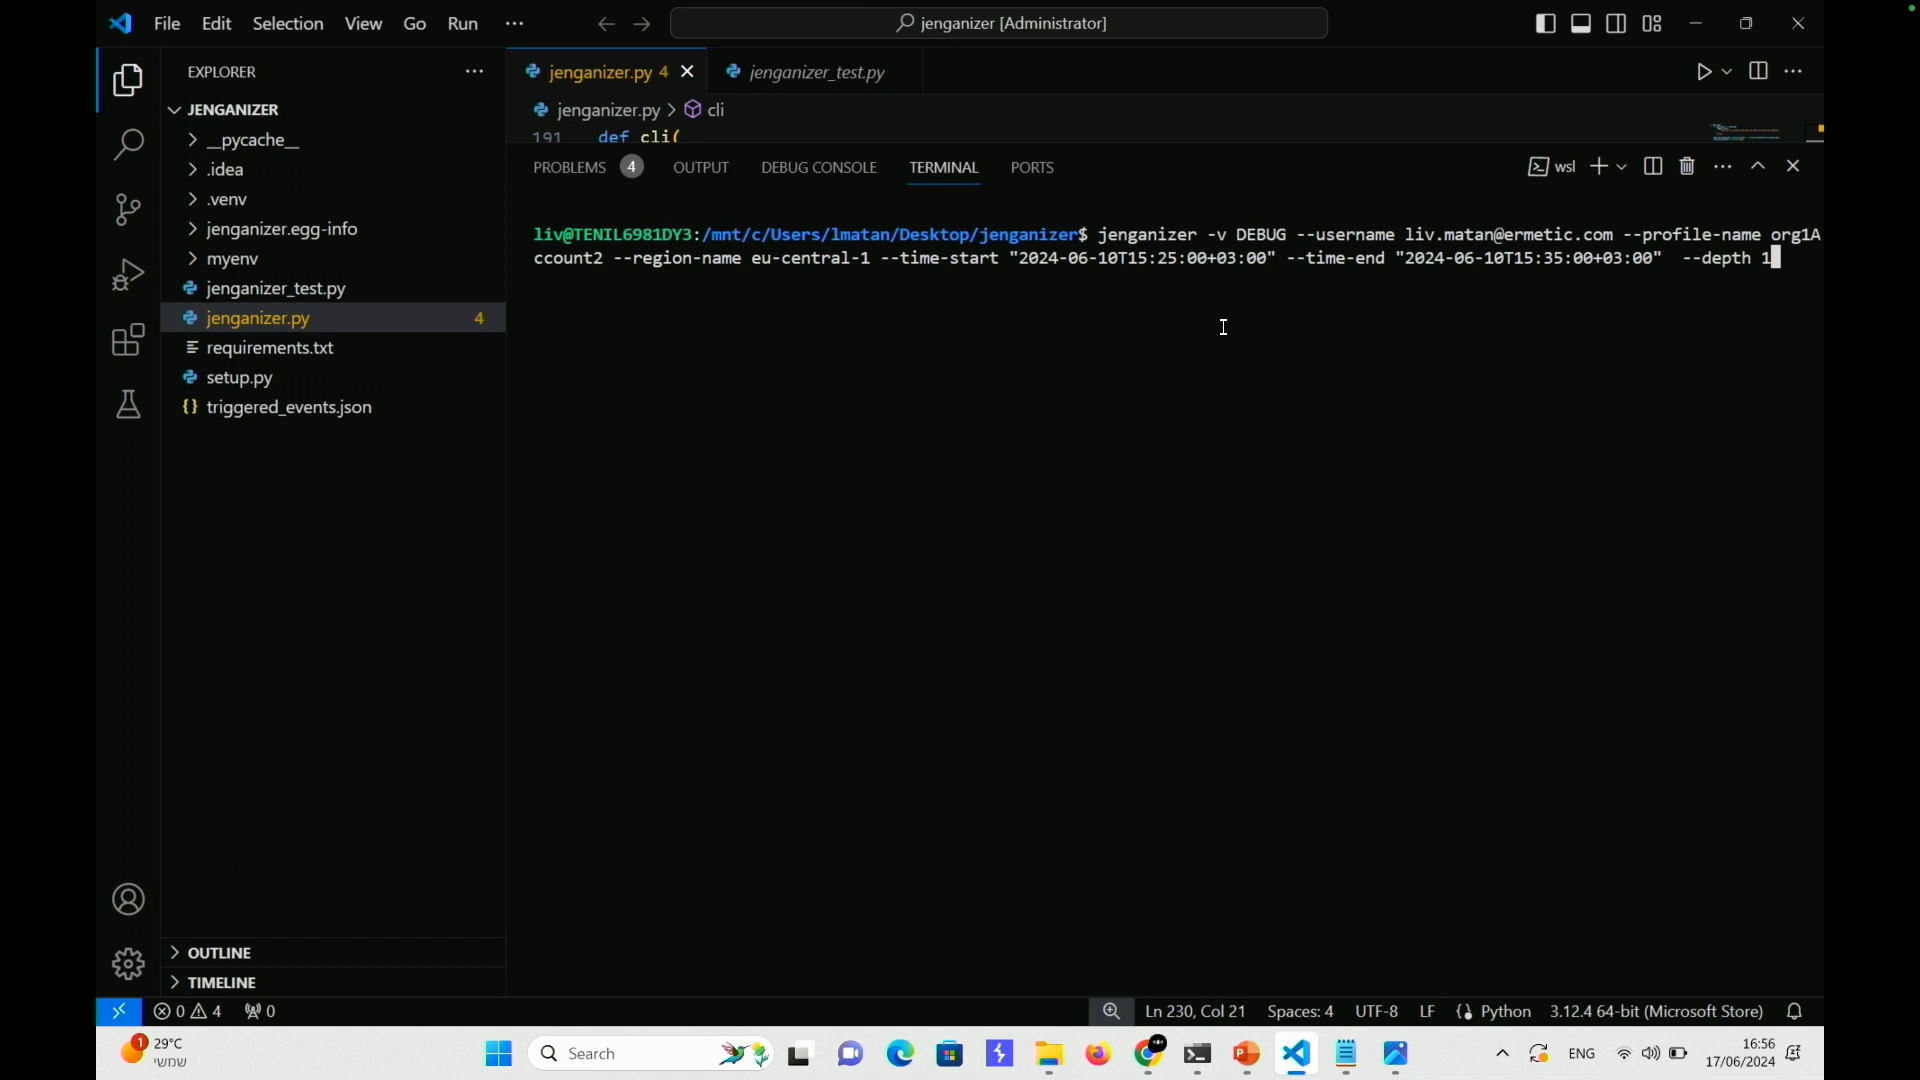 File Edit Selection View Go Run ···
jenganizer [Administrator]
EXPLORER
JENGANIZER
__pycache__
.idea
.venv
jenganizer.egg-info
myenv
jenganizer_test.py
jenganizer.py 4
requirements.txt
setup.py
{} triggered_events.json
OUTLINE
TIMELINE
jenganizer.py 4
jenganizer_test.py
jenganizer.py > cli
191 def cli(
PROBLEMS 4 OUTPUT DEBUG CONSOLE TERMINAL PORTS
wsl
liv@TENIL6981DY3:/mnt/c/Users/lmatan/Desktop/jenganizer$ jenganizer -v DEBUG --username liv.matan@ermetic.com --profile-name org1A
ccount2 --region-name eu-central-1 --time-start "2024-06-10T15:25:00+03:00" --time-end "2024-06-10T15:35:00+03:00"  --depth 1
0 4 0
Ln 230, Col 21 Spaces: 4 UTF-8 LF Python 3.12.4 64-bit (Microsoft Store)
1
29°C
שמשי
Search
ENG
16:56
17/06/2024